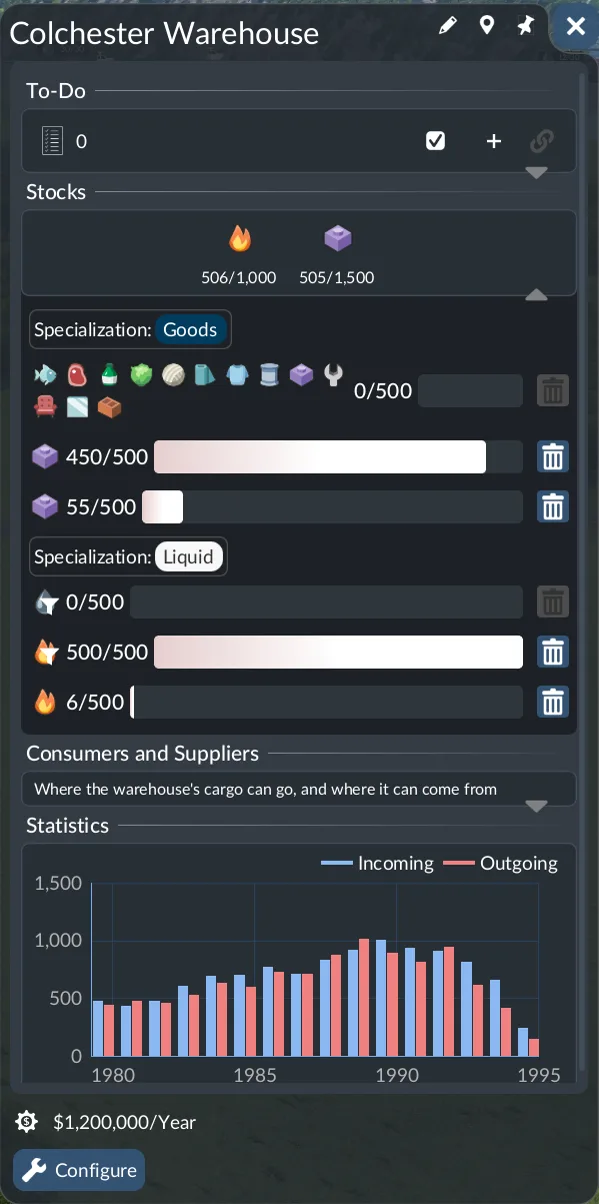 Colchester Warehouse
To-Do
0
Stocks
506/1,000 505/1,500
Specialization: Goods
0/500
450/500
55/500
Specialization: Liquid
0/500
500/500
6/500
Consumers and Suppliers
Where the warehouse's cargo can go, and where it can come from
Statistics
Incoming Outgoing
1,500
1,000
500
0
1980 1985 1990 1995
$1,200,000/Year
Configure